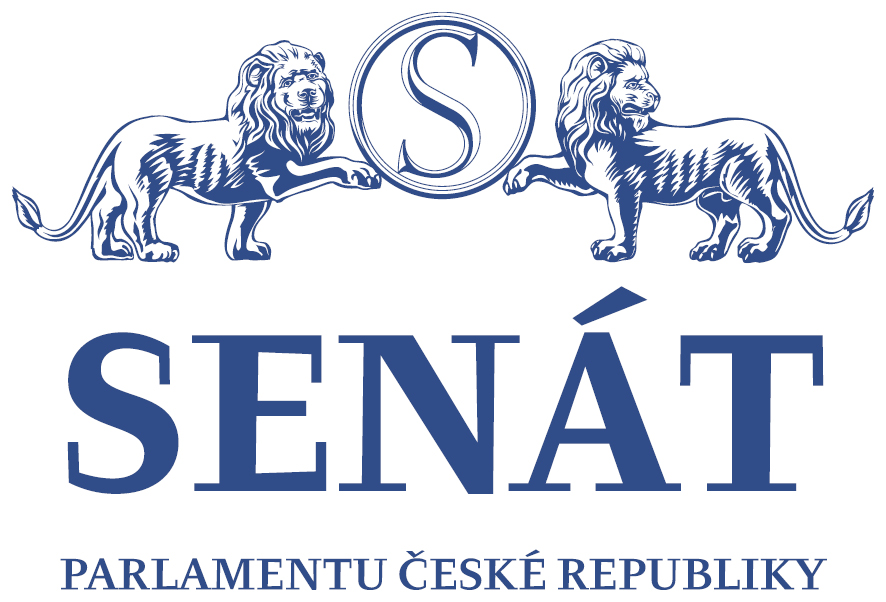 S
SENÁT
PARLAMENTU ČESKÉ REPUBLIKY